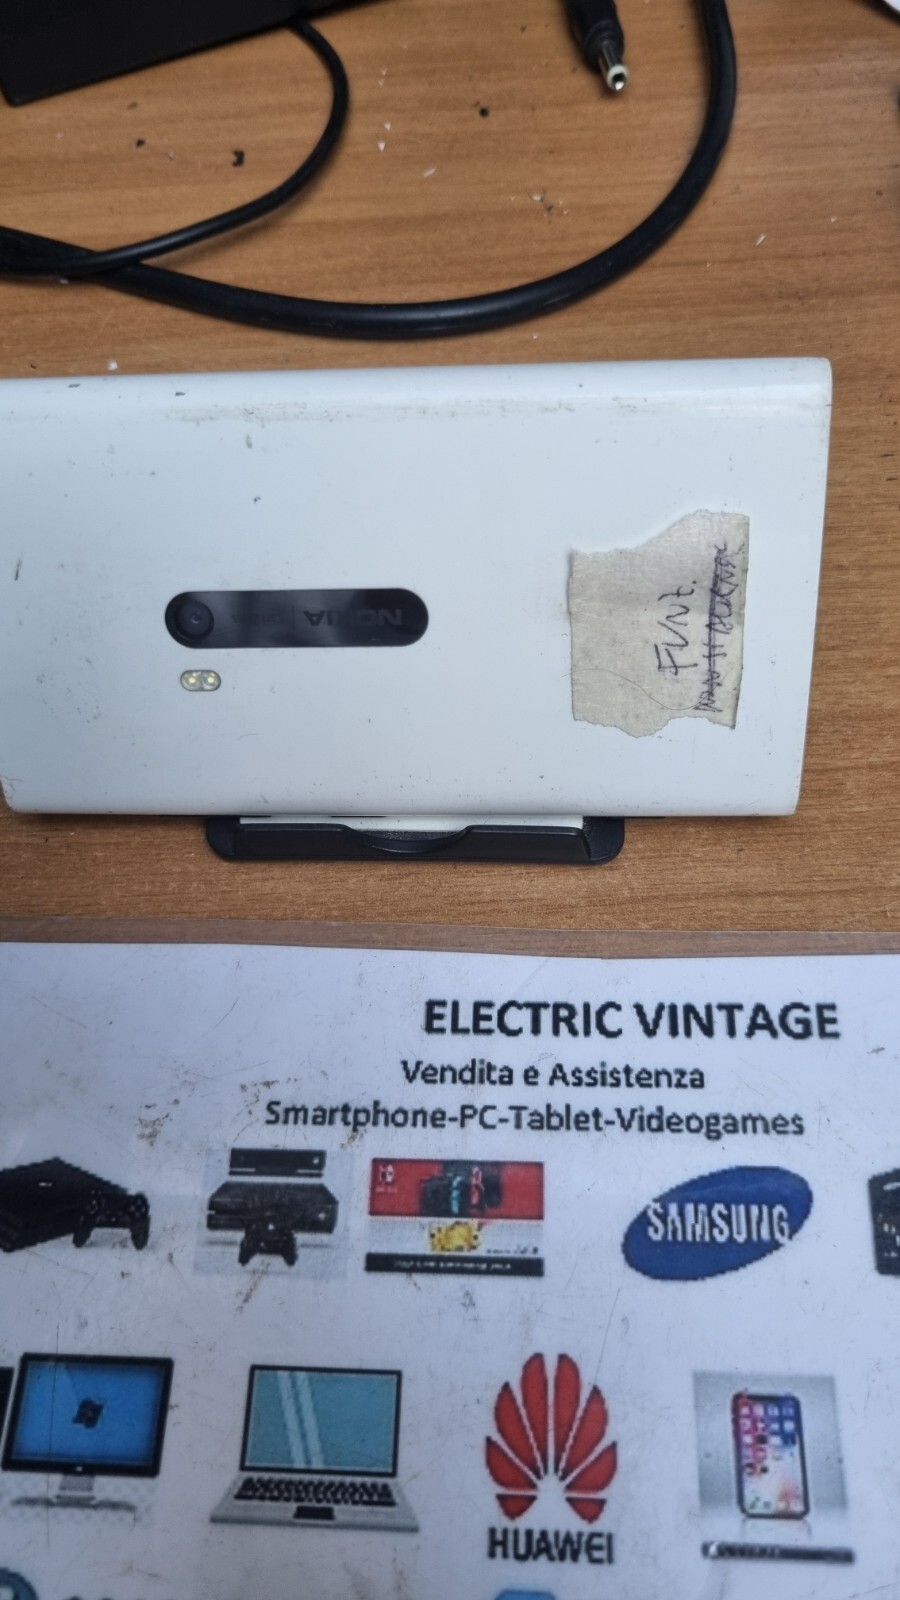 NOKIA
FUNZ.
ELECTRIC VINTAGE
Vendita e Assistenza
Smartphone-PC-Tablet-Videogames
SAMSUNG
HUAWEI